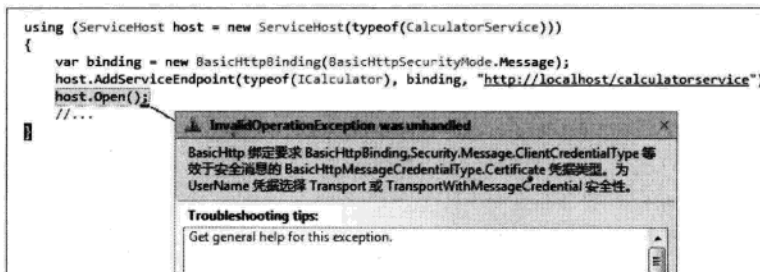 using (ServiceHost host = new ServiceHost(typeof(CalculatorService)))
{
var binding = new BasicHttpBinding(BasicHttpSecurityMode.Message);
host.AddServiceEndpoint(typeof(ICalculator), binding, "http://localhost/calculatorservice")
host.Open();
//...
}
InvalidOperationException was unhandled
BasicHttp 绑定要求 BasicHttpBinding.Security.Message.ClientCredentialType 等
效于安全消息的 BasicHttpMessageCredentialType.Certificate 凭据类型。为
UserName 凭据选择 Transport 或 TransportWithMessageCredential 安全性。
Troubleshooting tips:
Get general help for this exception.